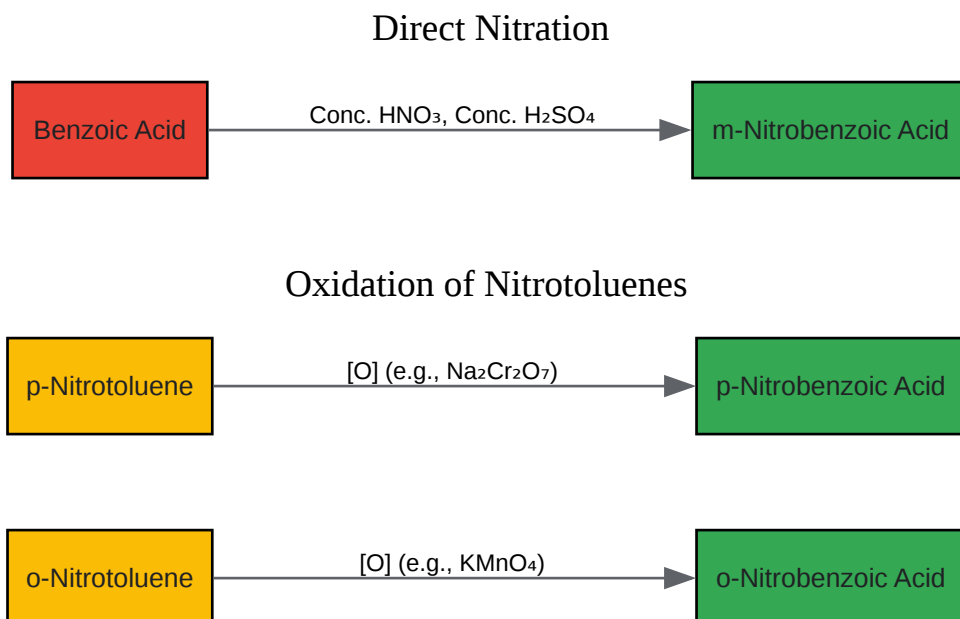 Direct Nitration
Benzoic Acid
Conc. HNO₃, Conc. H₂SO₄
m-Nitrobenzoic Acid
Oxidation of Nitrotoluenes
p-Nitrotoluene
[O] (e.g., Na₂Cr₂O₇)
p-Nitrobenzoic Acid
o-Nitrotoluene
[O] (e.g., KMnO₄)
o-Nitrobenzoic Acid